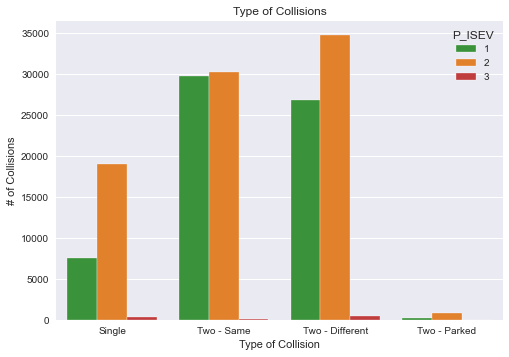 Type of Collisions
P_ISEV
1
2
3
# of Collisions
35000
30000
25000
20000
15000
10000
5000
0
Single
Two - Same
Two - Different
Two - Parked
Type of Collision